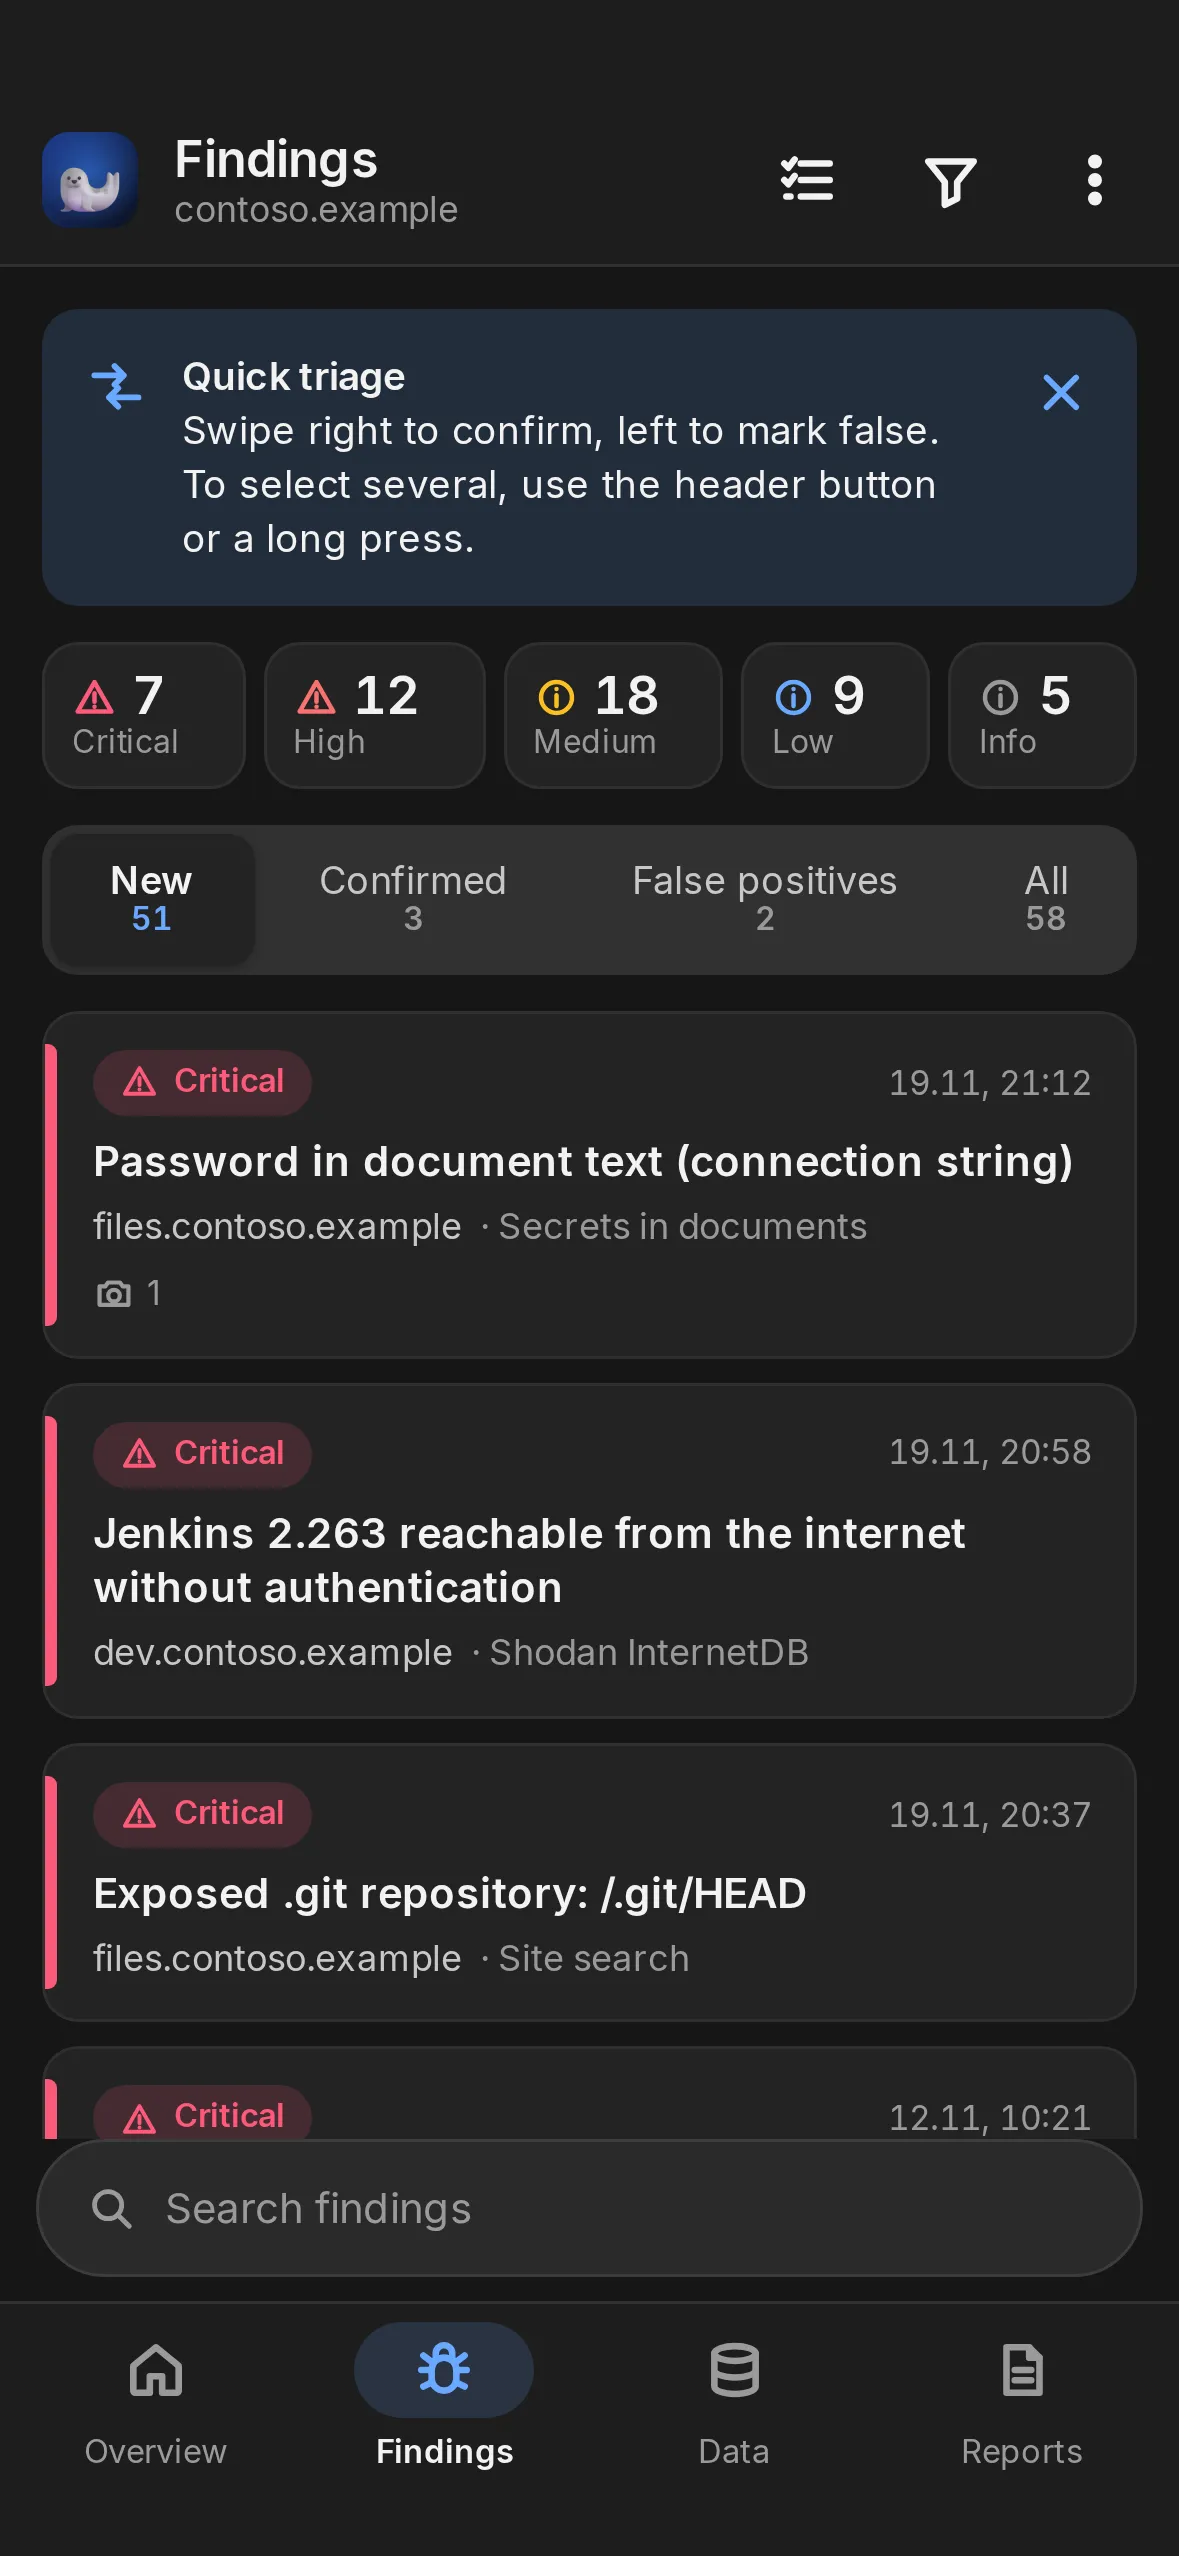 Findings
contoso.example
Quick triage
Swipe right to confirm, left to mark false.
To select several, use the header button
or a long press.
7
Critical
12
High
18
Medium
9
Low
5
Info
New
51
Confirmed
3
False positives
2
All
58
Critical
19.11, 21:12
Password in document text (connection string)
files.contoso.example · Secrets in documents
1
Critical
19.11, 20:58
Jenkins 2.263 reachable from the internet
without authentication
dev.contoso.example · Shodan InternetDB
Critical
19.11, 20:37
Exposed .git repository: /.git/HEAD
files.contoso.example · Site search
Critical
12.11, 10:21
Search findings
Overview
Findings
Data
Reports